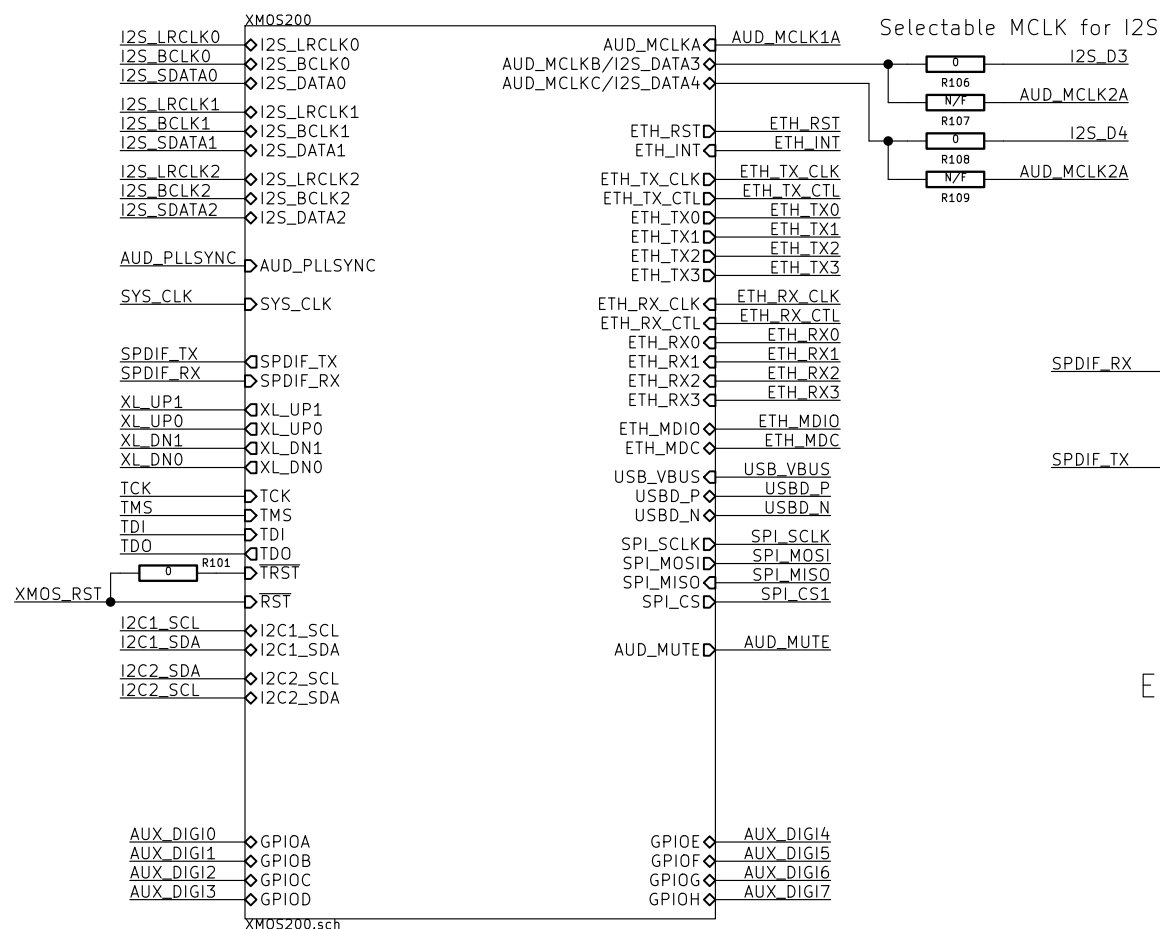 XMOS200
Selectable MCLK for I2S
I2S_LRCLK0 I2S_LRCLK0 AUD_MCLKA AUD_MCLK1A
I2S_BCLK0 I2S_BCLK0 AUD_MCLKB/I2S_DATA3 0 I2S_D3
I2S_SDATA0 I2S_DATA0 AUD_MCLKC/I2S_DATA4 R106
N/F AUD_MCLK2A
I2S_LRCLK1 I2S_LRCLK1 R107
I2S_BCLK1 I2S_BCLK1 ETH_RST ETH_RST 0 I2S_D4
I2S_SDATA1 I2S_DATA1 ETH_INT ETH_INT R108
I2S_LRCLK2 I2S_LRCLK2 ETH_TX_CLK ETH_TX_CLK N/F AUD_MCLK2A
I2S_BCLK2 I2S_BCLK2 ETH_TX_CTL ETH_TX_CTL R109
I2S_SDATA2 I2S_DATA2 ETH_TX0 ETH_TX0
ETH_TX1 ETH_TX1
ETH_TX2 ETH_TX2
AUD_PLLSYNC AUD_PLLSYNC ETH_TX3 ETH_TX3
SYS_CLK SYS_CLK ETH_RX_CLK ETH_RX_CLK
ETH_RX_CTL ETH_RX_CTL
ETH_RX0 ETH_RX0
SPDIF_TX SPDIF_TX ETH_RX1 ETH_RX1 SPDIF_RX
SPDIF_RX SPDIF_RX ETH_RX2 ETH_RX2
ETH_RX3 ETH_RX3
XL_UP1 XL_UP1
XL_UP0 XL_UP0 ETH_MDIO ETH_MDIO
XL_DN1 XL_DN1 ETH_MDC ETH_MDC
XL_DN0 XL_DN0 SPDIF_TX
USB_VBUS USB_VBUS
TCK TCK USBD_P USBD_P
TMS TMS USBD_N USBD_N
TDI TDI
TDO TDO SPI_SCLK SPI_SCLK
0 R101 TRST SPI_MOSI SPI_MOSI
SPI_MISO SPI_MISO
XMOS_RST RST SPI_CS SPI_CS1
I2C1_SCL I2C1_SCL
I2C1_SDA I2C1_SDA AUD_MUTE AUD_MUTE
I2C2_SDA I2C2_SCL
I2C2_SCL I2C2_SDA
E
AUX_DIGI0 GPIOA GPIOE AUX_DIGI4
AUX_DIGI1 GPIOB GPIOF AUX_DIGI5
AUX_DIGI2 GPIOC GPIOG AUX_DIGI6
AUX_DIGI3 GPIOD GPIOH AUX_DIGI7
XMOS200.sch